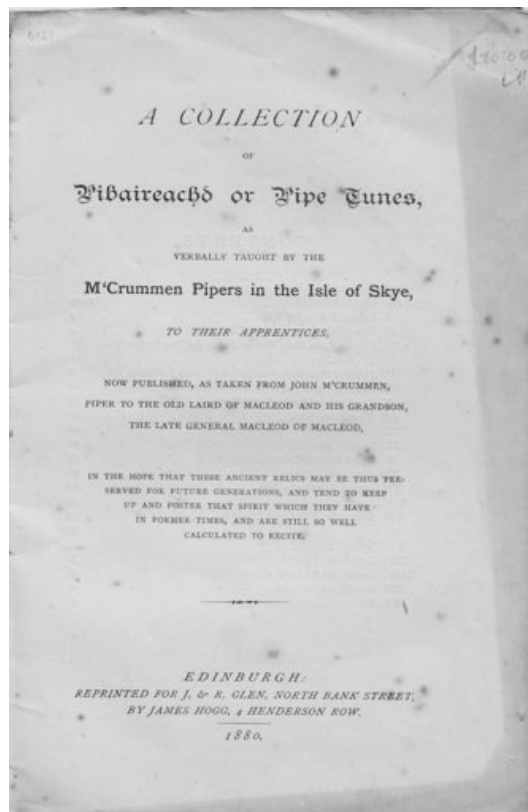 A COLLECTION
OF
Pibaireachd or Pipe Tunes,
AS
VERBALLY TAUGHT BY THE
M‘Crummen Pipers in the Isle of Skye,
TO THEIR APPRENTICES.
NOW PUBLISHED, AS TAKEN FROM JOHN M‘CRUMMEN,
PIPER TO THE OLD LAIRD OF MACLEOD AND HIS GRANDSON,
THE LATE GENERAL MACLEOD OF MACLEOD,
IN THE HOPE THAT THESE ANCIENT RELICS MAY BE THUS PRE-
SERVED FOR FUTURE GENERATIONS, AND TEND TO KEEP
UP AND FOSTER THAT SPIRIT WHICH THEY HAVE
IN FORMER TIMES, AND ARE STILL SO WELL
CALCULATED TO EXCITE.
EDINBURGH:
REPRINTED FOR J. & R. GLEN, NORTH BANK STREET,
BY JAMES HOGG, 4 HENDERSON ROW.
1880.